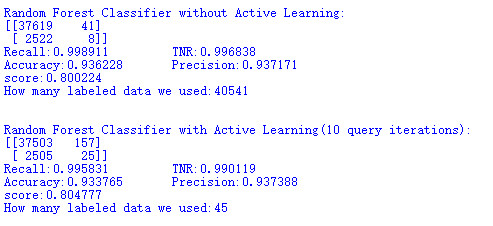 Random Forest Classifier without Active Learning:
[[37619    41]
 [ 2522     8]]
Recall:0.998911    TNR:0.996838
Accuracy:0.936228    Precision:0.937171
score:0.800224
How many labeled data we used:40541
Random Forest Classifier with Active Learning(10 query iterations):
[[37503   157]
 [ 2505    25]]
Recall:0.995831    TNR:0.990119
Accuracy:0.933765    Precision:0.937388
score:0.804777
How many labeled data we used:45